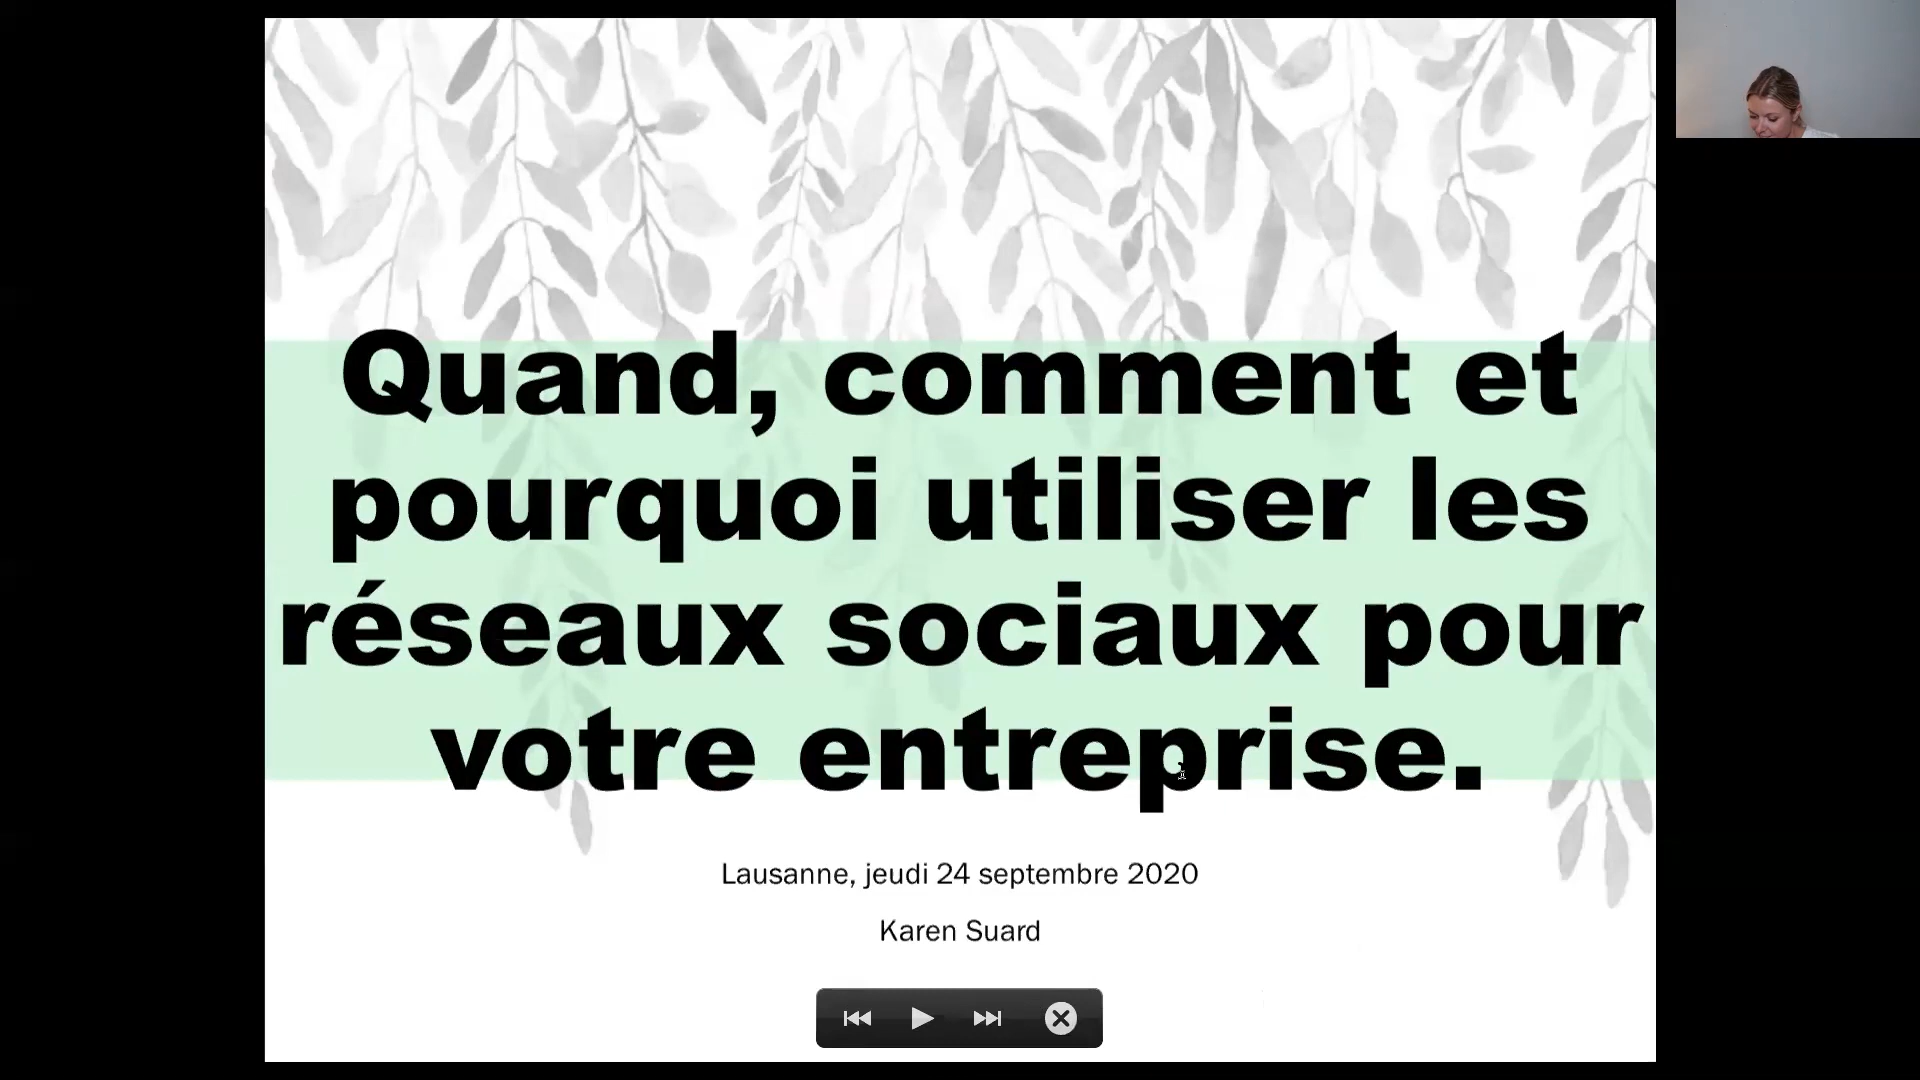 Quand, comment et
pourquoi utiliser les
réseaux sociaux pour
votre entreprise.
Lausanne, jeudi 24 septembre 2020
Karen Suard